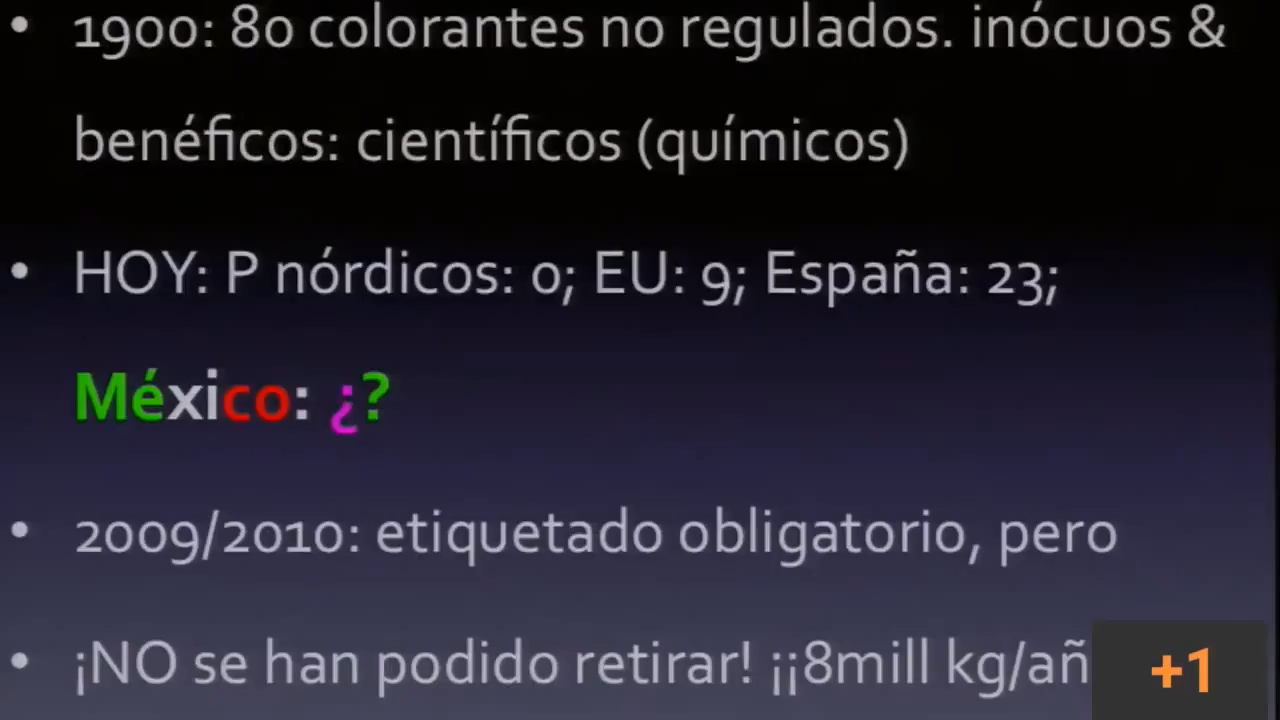 • 1900: 80 colorantes no regulados. inócuos &
benéficos: científicos (químicos)
• HOY: P nórdicos: 0; EU: 9; España: 23;
México: ¿?
• 2009/2010: etiquetado obligatorio, pero
• ¡NO se han podido retirar! ¡¡8mill kg/añ
+1